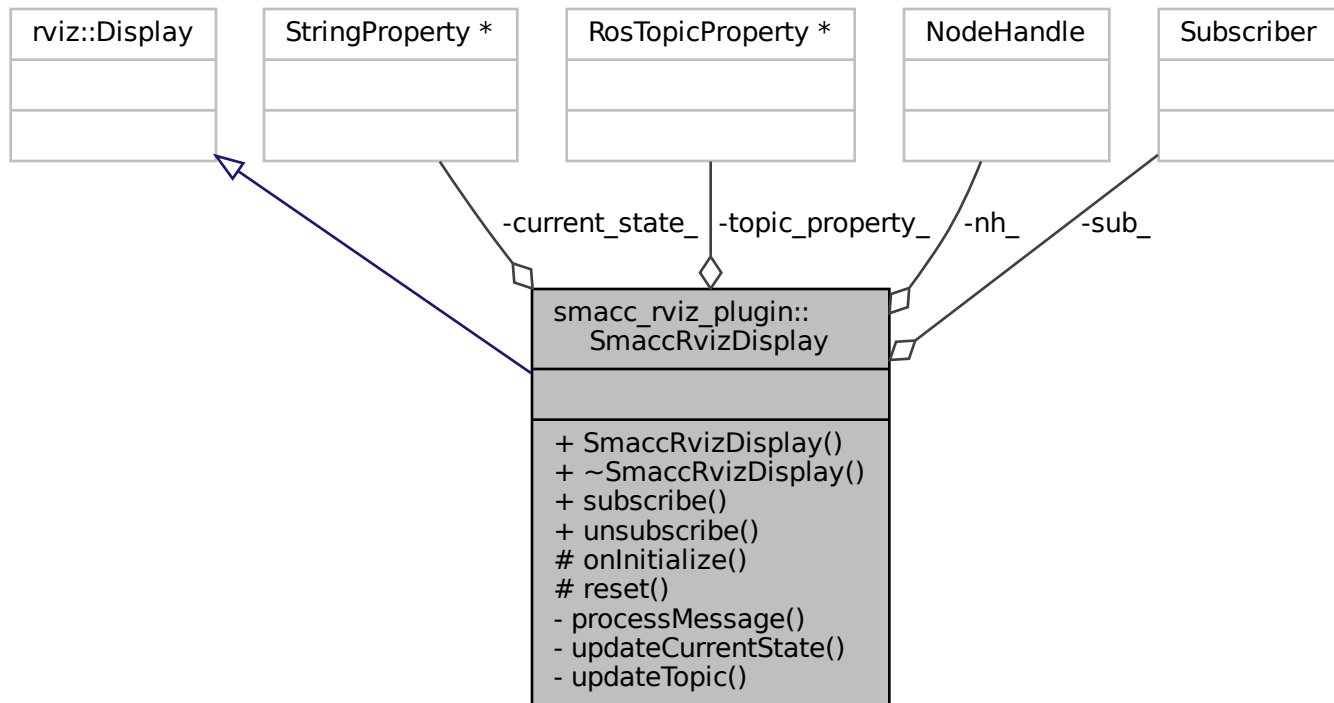 rviz::Display
StringProperty *
RosTopicProperty *
NodeHandle
Subscriber
-current_state_
-topic_property_
-nh_
-sub_
smacc_rviz_plugin::
SmaccRvizDisplay
+ SmaccRvizDisplay()
+ ~SmaccRvizDisplay()
+ subscribe()
+ unsubscribe()
# onInitialize()
# reset()
- processMessage()
- updateCurrentState()
- updateTopic()